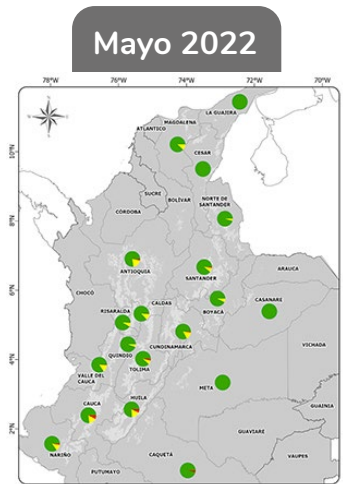 Mayo 2022
78°W 76°W 74°W 72°W 70°W
LA GUAJIRA
MAGDALENA
ATLANTICO
10°N
CESAR
SUCRE
NORTE DE
SANTANDER
BOLÍVAR
CÓRDOBA
8°N
ANTIOQUIA
SANTANDER
ARAUCA
6°N
CHOCÓ
CALDAS
BOYACA
CASANARE
RISARALDA
CUNDINAMARCA
QUINDIO
VICHADA
4°N
TOLIMA
VALLE DEL
CAUCA
META
HUILA
CAUCA
GUAINIA
2°N
GUAVIARE
NARIÑO
CAQUETÁ
VAUPES
PUTUMAYO